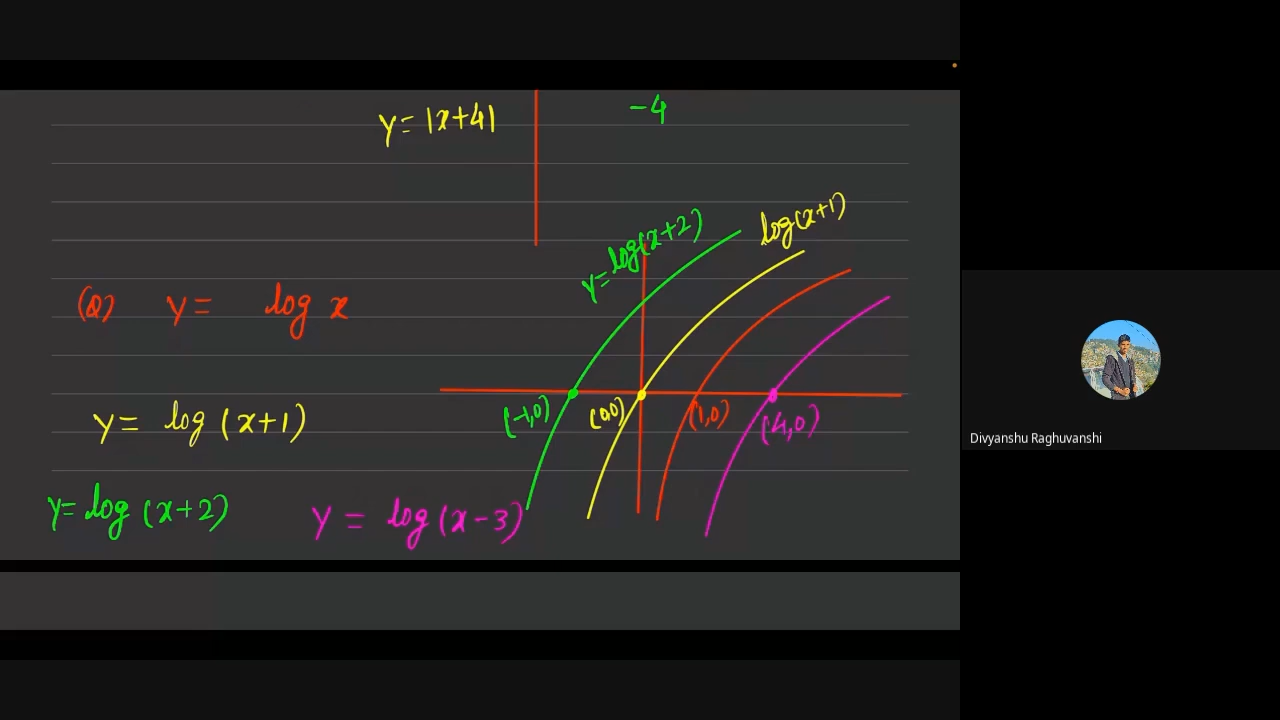 y = |x+4|
-4
y = log(x+2)
log(x+1)
(Q) y = log x
(-1,0) (0,0) (1,0) (4,0)
y = log (x+1)
y = log (x+2)
y = log (x-3)
Divyanshu Raghuvanshi